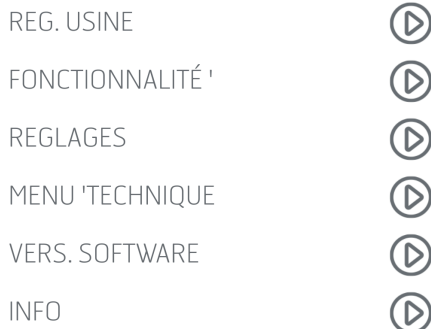 REG. USINE
FONCTIONNALITÉ '
REGLAGES
MENU 'TECHNIQUE
VERS. SOFTWARE
INFO